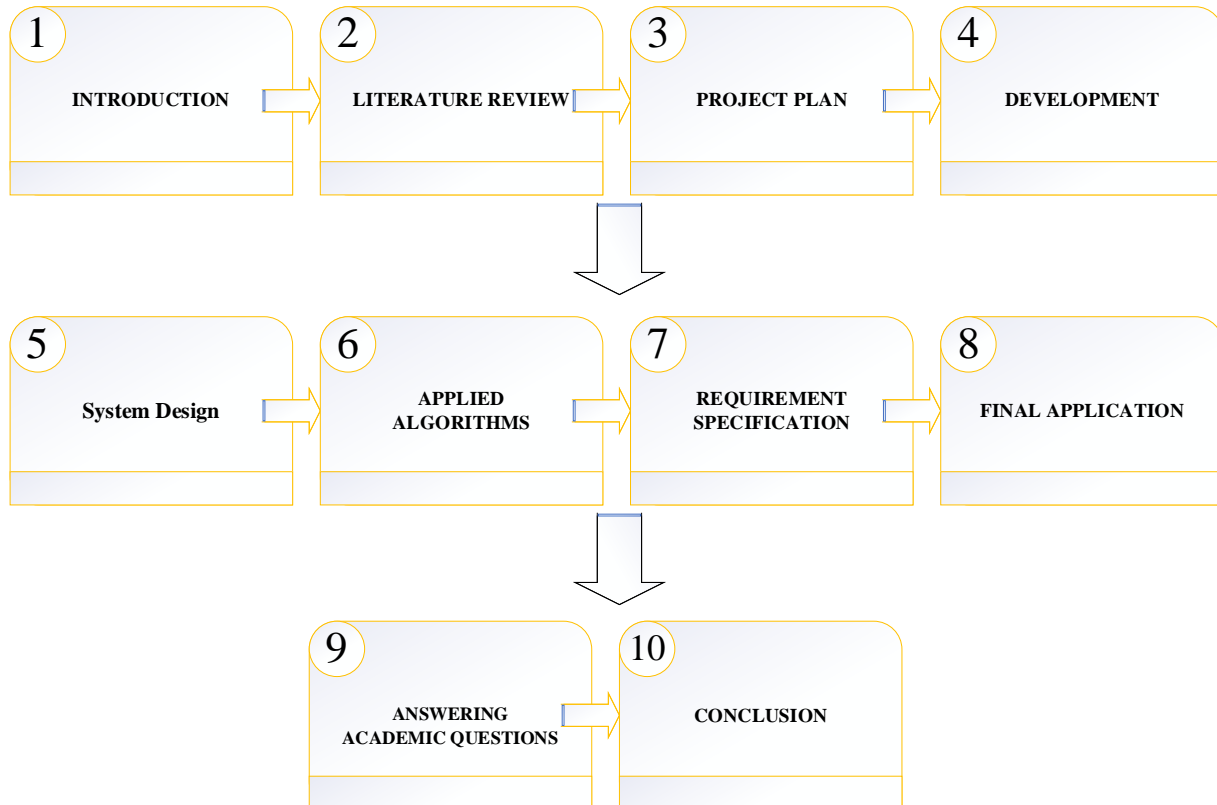 1
INTRODUCTION
2
LITERATURE REVIEW
3
PROJECT PLAN
4
DEVELOPMENT
5
System Design
6
APPLIED
ALGORITHMS
7
REQUIREMENT
SPECIFICATION
8
FINAL APPLICATION
9
ANSWERING
ACADEMIC QUESTIONS
10
CONCLUSION